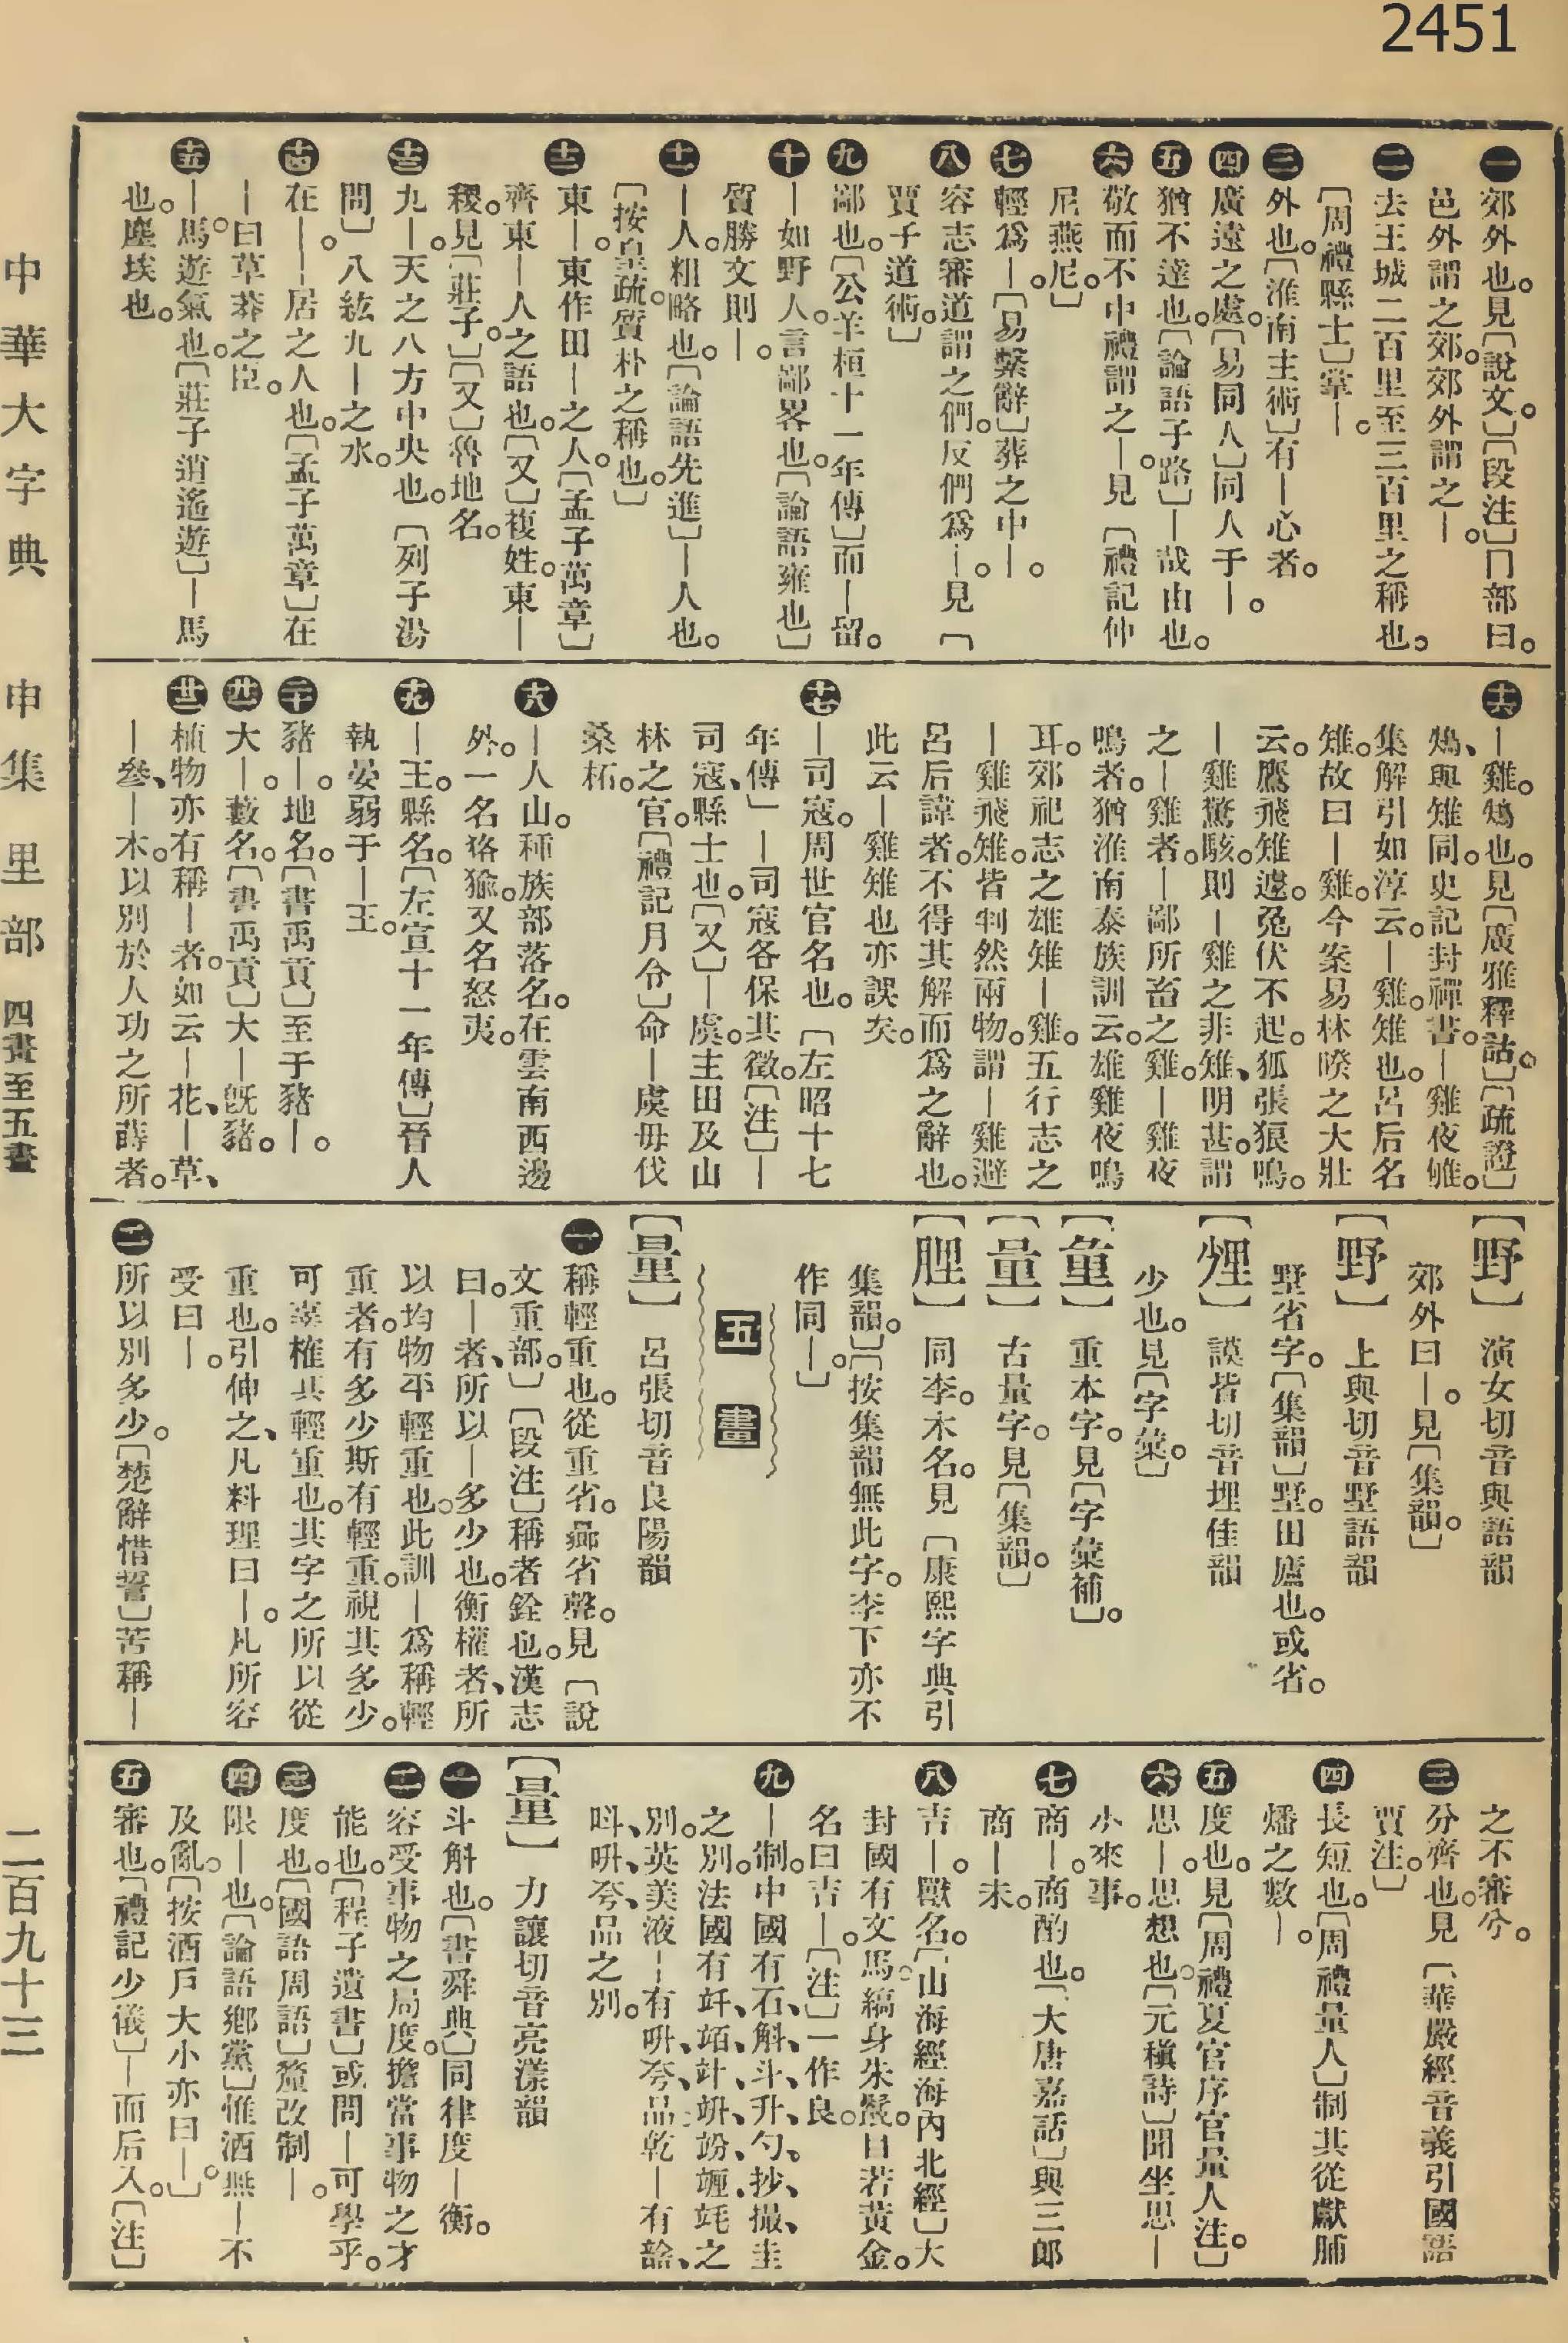 2451
㊀郊外也。見〔說文。〕〔段注〕冂部曰。
邑外謂之郊。郊外謂之—。
㊁去王城二百里至三百里之稱也。
〔周禮縣士〕掌—。
㊂外也。〔淮南主術〕有—心者。
㊃廣遠之處。〔易同人〕同人于—。
㊄猶不達也。〔論語子路〕—哉由也。
㊅敬而不中禮謂之—。見〔禮記仲
尼燕尼。〕
㊆輕爲—。〔易繫辭〕葬之中—。
㊇容志審道謂之僩。反僩爲—。見〔
賈子道術。〕
㊈鄙也。〔公羊桓十一年傳〕而—留。
㊉—如野人。言鄙畧也。〔論語雍也〕
質勝文則—。
十一—人。粗略也。〔論語先進〕—人也。
〔按皇疏。質朴之稱也。〕
十二東—。東作田—之人。〔孟子萬章〕
齊東—人之語也。〔又〕複姓。東—
稷。見〔莊子。〕〔又〕魯地名。
十三九—。天之八方中央也。〔列子湯
問〕八紘九—之水。
十四在—。—居之人也。〔孟子萬章〕在
—曰草莽之臣。
十五—馬。遊氣也。〔莊子逍遙遊〕—馬
也。塵埃也。
十六—雞。鴙也。見〔廣雅釋詁。〕〔疏證〕
鴙、與雉同。史記封禪書。—雞夜雊。
集解引如淳云。—雞。雉也。呂后名
雉。故曰—雞。今案易林睽之大壯
云。鷹飛雉遽。兔伏不起。狐張狼鳴。
—雞驚駭。則—雞之非雉、明甚。謂
之—雞者。—鄙所畜之雞。—雞夜
鳴者。猶淮南泰族訓云。雄雞夜鳴
耳。郊祀志之雄雉—雞。五行志之
—雞飛雉。皆判然兩物。謂—雞避
呂后諱者。不得其解而爲之辭也。
此云—雞雉也亦誤矣。
十七—司寇。周世官名也。〔左昭十七
年傳〕—司寇各保其徵。〔注〕—
司寇、縣士也。〔又〕—虞。主田及山
林之官。〔禮記月令〕命—虞毋伐
桑柘。
十八—人山。種族部落名。在雲南西邊
外。一名狢㺄。又名怒夷。
十九—王。縣名。〔左宣十一年傳〕晉人
執晏弱于—王。
二十豬—。地名。〔書禹貢〕至于豬—。
廿一大—。藪名。〔書禹貢〕大—旣豬。
廿二植物亦有稱—者。如云—花、—草、
—參、—木。以別於人功之所蒔者。
〔野〕 演女切音與語韻
郊外曰—。見〔集韻。〕
〔野〕 上與切音墅語韻
墅省字。〔集韻〕墅。田廬也。或省。
〔㷟〕 謨皆切音埋佳韻
少也。見〔字彙。〕
〔𡍺〕 重本字。見〔字彙補。〕
〔量〕 古量字。見〔集韻。〕
〔𣍉〕 同李。木名。見〔康熙字典引
集韻。〕〔按集韻無此字。李下亦不
作同—。〕
五 畫
〔量〕 呂張切音良陽韻
㊀稱輕重也。從重省。曏省聲。見〔說
文重部。〕〔段注〕稱者銓也。漢志
曰。—者、所以—多少也。衡權者、所
以均物平輕重也。此訓—爲稱輕
重者。有多少斯有輕重。視其多少。
可辜榷其輕重也。其字之所以從
重也。引伸之、凡料理曰—。凡所容
受曰—。
㊁所以別多少。〔楚辭惜誓〕苦稱—
之不審兮。
㊂分齊也。見〔華嚴經音義引國語
賈注。〕
㊃長短也。〔周禮量人〕制其從獻脯
燔之數—。
㊄度也。見〔周禮夏官序官量人注。〕
㊅思—。思想也。〔元稹詩〕閒坐思—
小來事。
㊆商—。商酌也。〔大唐嘉話〕與三郎
商—未。
㊇吉—。獸名。〔山海經海內北經〕大
封國有文馬。縞身朱鬣。目若黃金。
名曰吉—。〔注〕一作良。
㊈—制。中國有石、斛、斗、升、勺、抄、撮、圭
之別。法國有竏、竡、竍、竔、竕、竰、竓之
別。英美液—有呏、夸、品、乾—有㪷、
呌、呏、夸、品之別。
〔量〕 力讓切音亮漾韻
㊀斗斛也。〔書舜典〕同律度—衡。
㊁容受事物之局度。擔當事物之才
能也。〔程子遺書〕或問—可學乎。
㊂度也。〔國語周語〕釐改制—。
㊃限—也。〔論語鄉黨〕惟酒無—不
及亂。〔按酒戶大小亦曰—。〕
㊄審也。〔禮記少儀〕—而后入。〔注〕
中華大字典 申集 里部 四畫至五畫 二百九十三